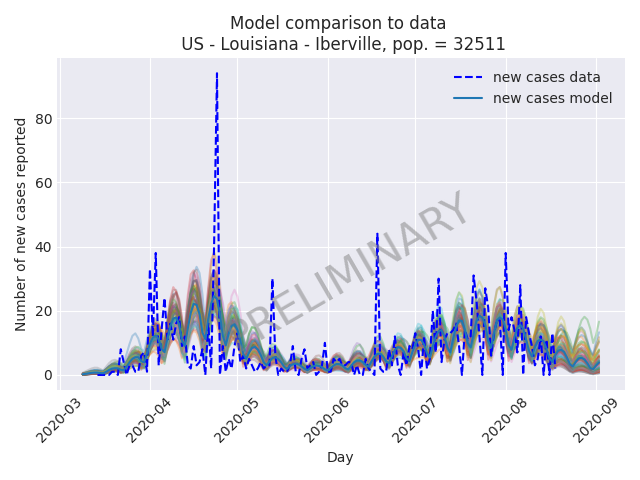 Model comparison to data
US - Louisiana - Iberville, pop. = 32511
new cases data
new cases model
Number of new cases reported
80
60
40
20
0
PRELIMINARY
2020-03
2020-04
2020-05
2020-06
2020-07
2020-08
2020-09
Day